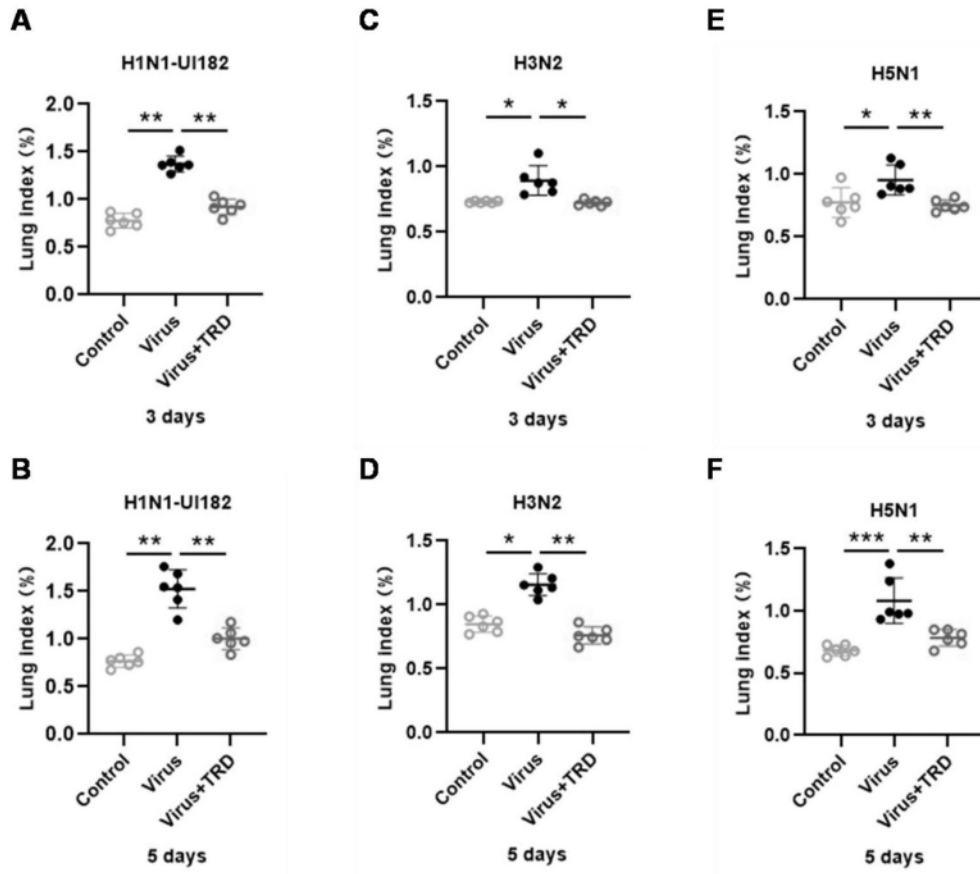 A
H1N1-UI182
Lung index (%)
2.0
1.5
1.0
0.5
0.0
** **
Control
Virus
Virus+TRD
3 days
C
H3N2
Lung index (%)
1.5
1.0
0.5
0.0
* *
Control
Virus
Virus+TRD
3 days
E
H5N1
Lung index (%)
1.5
1.0
0.5
0.0
* **
Control
Virus
Virus+TRD
3 days
B
H1N1-UI182
Lung index (%)
2.0
1.5
1.0
0.5
0.0
** **
Control
Virus
Virus+TRD
5 days
D
H3N2
Lung index (%)
1.5
1.0
0.5
0.0
* **
Control
Virus
Virus+TRD
5 days
F
H5N1
Lung index (%)
1.5
1.0
0.5
0.0
*** **
Control
Virus
Virus+TRD
5 days